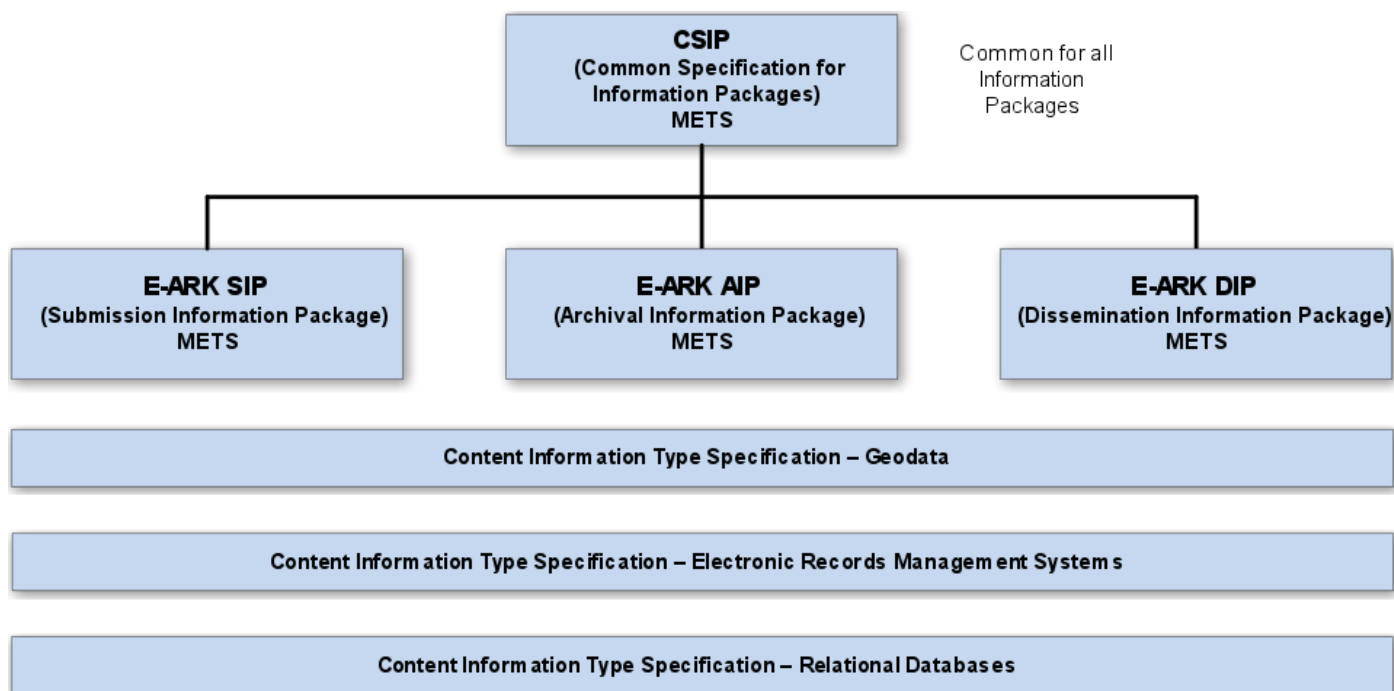 CSIP
(Common Specification for
Information Packages)
METS
Common for all
Information
Packages
E-ARK SIP
(Submission Information Package)
METS
E-ARK AIP
(Archival Information Package)
METS
E-ARK DIP
(Dissemination Information Package)
METS
Content Information Type Specification – Geodata
Content Information Type Specification – Electronic Records Management Systems
Content Information Type Specification – Relational Databases